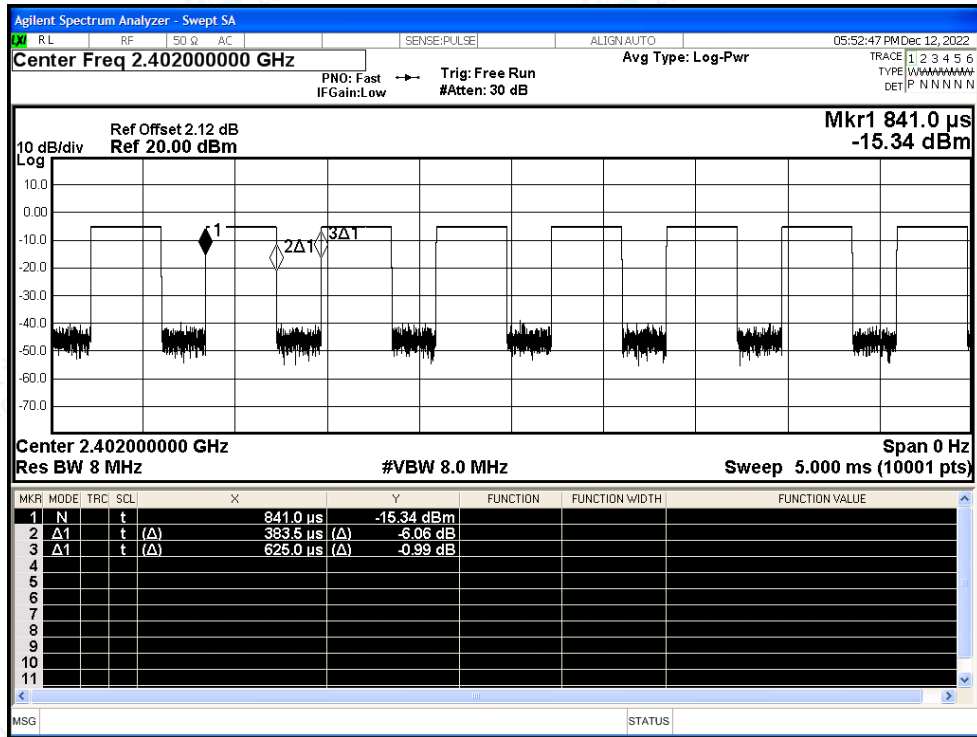 Agilent Spectrum Analyzer - Swept SA
LXI RL RF 50 Ω AC SENSE:PULSE ALIGN AUTO 05:52:47 PM Dec 12, 2022
Center Freq 2.402000000 GHz
PNO: Fast
IFGain:Low
Trig: Free Run
#Atten: 30 dB
Avg Type: Log-Pwr
TRACE 1 2 3 4 5 6
TYPE W
DET P N N N N N
Ref Offset 2.12 dB
10 dB/div Ref 20.00 dBm
Log
Mkr1 841.0 µs
-15.34 dBm
10.0
0.00
-10.0
-20.0
-30.0
-40.0
-50.0
-60.0
-70.0
1
2Δ1
3Δ1
Center 2.402000000 GHz Span 0 Hz
Res BW 8 MHz #VBW 8.0 MHz Sweep 5.000 ms (10001 pts)
MKR MODE TRC SCL X Y FUNCTION FUNCTION WIDTH FUNCTION VALUE
1 N t 841.0 µs -15.34 dBm
2 Δ1 t (Δ) 383.5 µs (Δ) -6.06 dB
3 Δ1 t (Δ) 625.0 µs (Δ) -0.99 dB
4
5
6
7
8
9
10
11
MSG STATUS